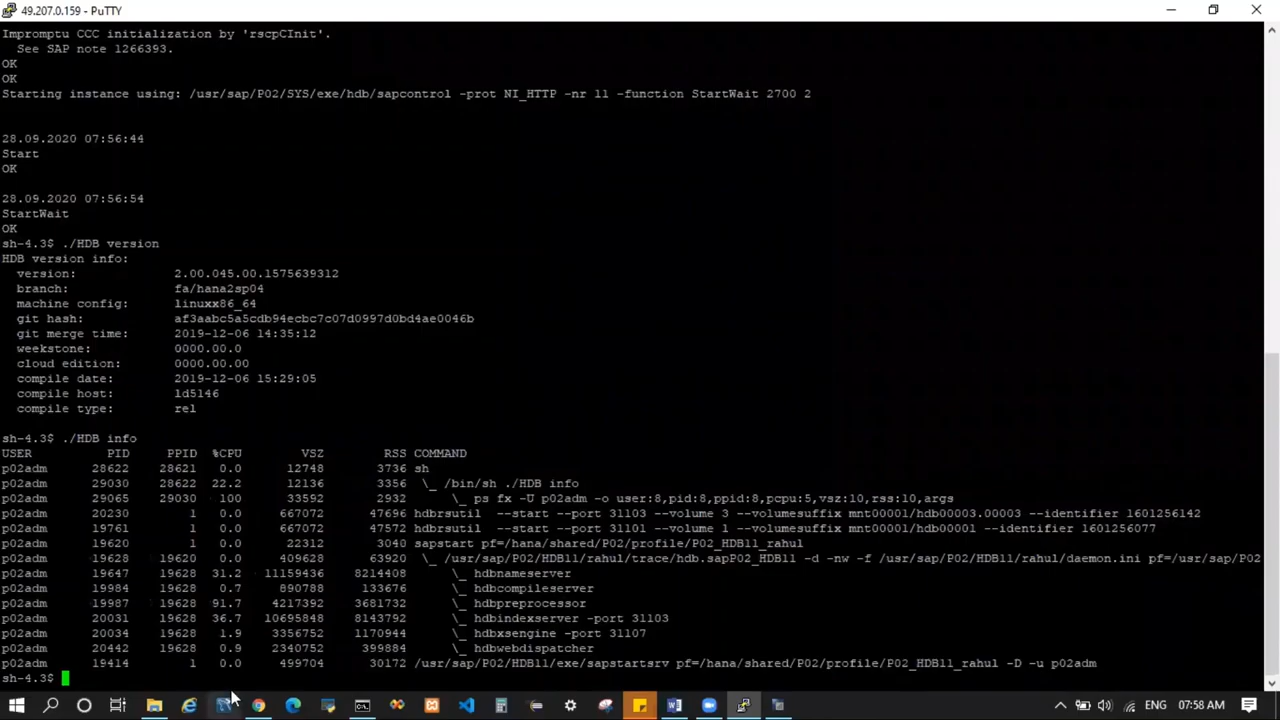 49.207.0.159 - PuTTY
Impromptu CCC initialization by 'rscpCInit'.
See SAP note 1266393.
OK
OK
Starting instance using: /usr/sap/P02/SYS/exe/hdb/sapcontrol -prot NI_HTTP -nr 11 -function StartWait 2700 2
28.09.2020 07:56:44
Start
OK
28.09.2020 07:56:54
StartWait
OK
sh-4.3$ ./HDB version
HDB version info:
version: 2.00.045.00.1575639312
branch: fa/hana2sp04
machine config: linuxx86_64
git hash: af3aabc5a5cdb94ecbc7c07d0997d0bd4ae0046b
git merge time: 2019-12-06 14:35:12
weekstone: 0000.00.0
cloud edition: 0000.00.00
compile date: 2019-12-06 15:29:05
compile host: ld5146
compile type: rel
sh-4.3$ ./HDB info
USER PID PPID %CPU VSZ RSS COMMAND
p02adm 28622 28621 0.0 12748 3736 sh
p02adm 29030 28622 22.2 12136 3356 \_ /bin/sh ./HDB info
p02adm 29065 29030 100 33592 2932 \_ ps fx -U p02adm -o user:8,pid:8,ppid:8,pcpu:5,vsz:10,rss:10,args
p02adm 20230 1 0.0 667072 47696 hdbrsutil --start --port 31103 --volume 3 --volumesuffix mnt00001/hdb00003.00003 --identifier 1601256142
p02adm 19761 1 0.0 667072 47572 hdbrsutil --start --port 31101 --volume 1 --volumesuffix mnt00001/hdb00001 --identifier 1601256077
p02adm 19620 1 0.0 22312 3040 sapstart pf=/hana/shared/P02/profile/P02_HDB11_rahul
p02adm 19628 19620 0.0 409628 63920 \_ /usr/sap/P02/HDB11/rahul/trace/hdb.sapP02_HDB11 -d -nw -f /usr/sap/P02/HDB11/rahul/daemon.ini pf=/usr/sap/P02
p02adm 19647 19628 31.2 11159436 8214408 \_ hdbnameserver
p02adm 19984 19628 0.7 890788 133676 \_ hdbcompileserver
p02adm 19987 19628 91.7 4217392 3681732 \_ hdbpreprocessor
p02adm 20031 19628 36.7 10695848 8143792 \_ hdbindexserver -port 31103
p02adm 20034 19628 1.9 3356752 1170944 \_ hdbxsengine -port 31107
p02adm 20442 19628 0.9 2340752 399884 \_ hdbwebdispatcher
p02adm 19414 1 0.0 499704 30172 /usr/sap/P02/HDB11/exe/sapstartsrv pf=/hana/shared/P02/profile/P02_HDB11_rahul -D -u p02adm
sh-4.3$
ENG 07:58 AM